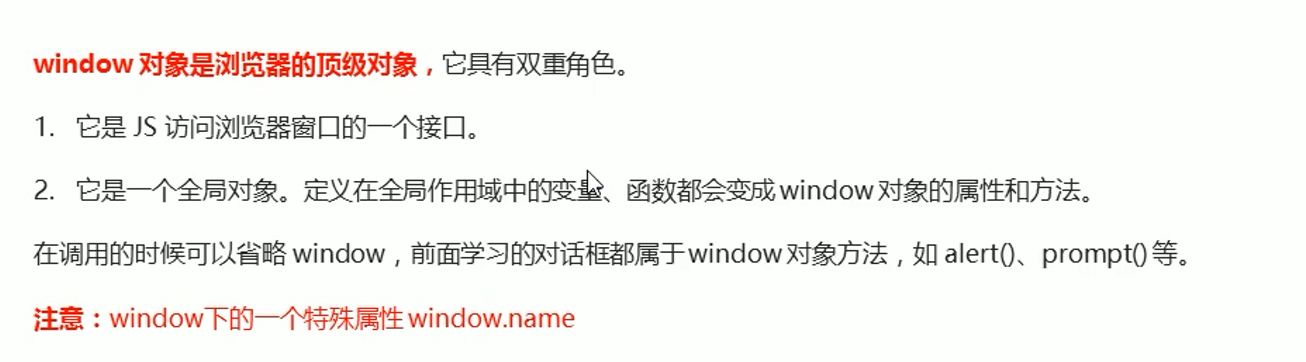 window 对象是浏览器的顶级对象，它具有双重角色。
1. 它是 JS 访问浏览器窗口的一个接口。
2. 它是一个全局对象。定义在全局作用域中的变量、函数都会变成 window 对象的属性和方法。
在调用的时候可以省略 window，前面学习的对话框都属于 window 对象方法，如 alert()、prompt() 等。
注意：window下的一个特殊属性 window.name